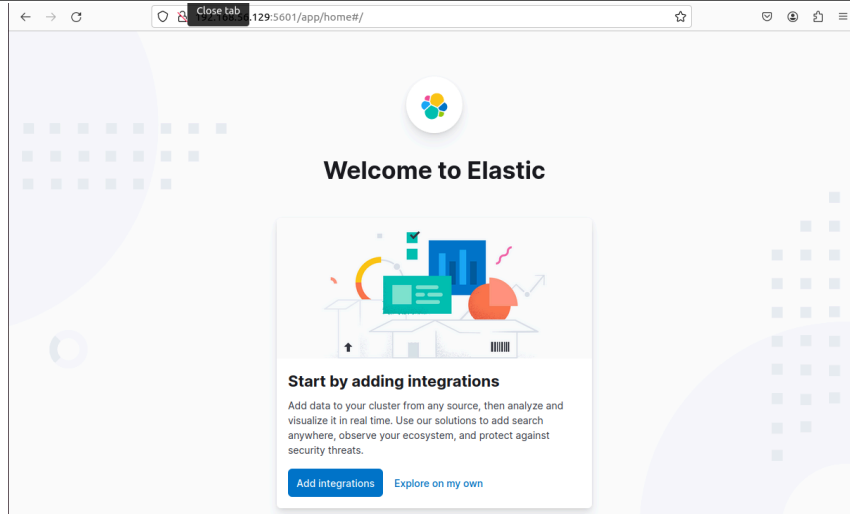 Close tab
192.168.56.129:5601/app/home#/
Welcome to Elastic
Start by adding integrations
Add data to your cluster from any source, then analyze and
visualize it in real time. Use our solutions to add search
anywhere, observe your ecosystem, and protect against
security threats.
Add integrations
Explore on my own